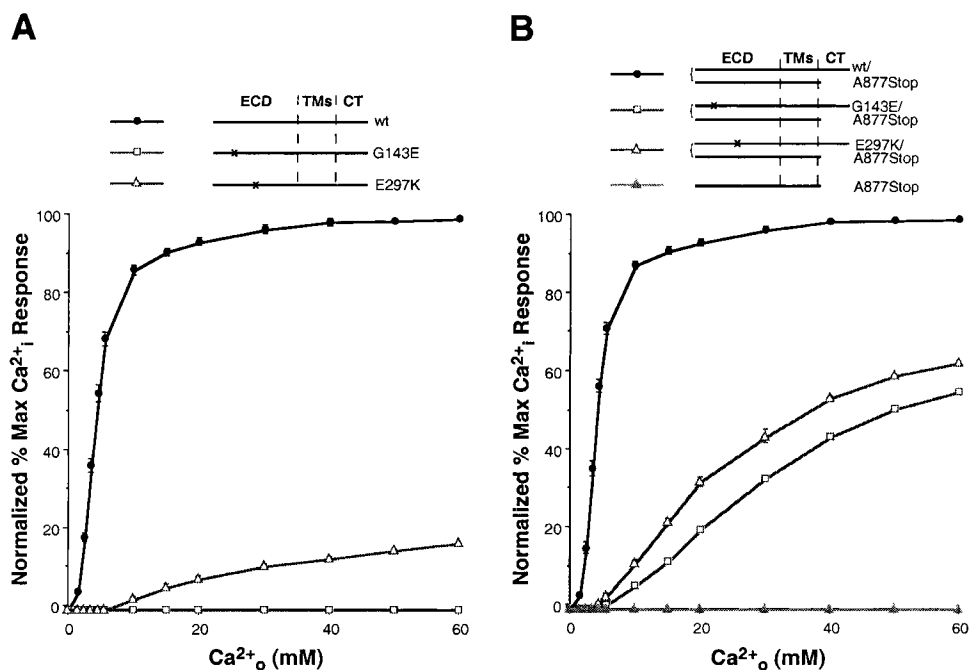 A
ECD TMs CT
wt
G143E
E297K
Normalized % Max Ca²⁺ᵢ Response
100
80
60
40
20
0
0 20 40 60
Ca²⁺ₒ (mM)
B
ECD TMs CT
wt/
A877Stop
G143E/
A877Stop
E297K/
A877Stop
A877Stop
Normalized % Max Ca²⁺ᵢ Response
100
80
60
40
20
0
0 20 40 60
Ca²⁺ₒ (mM)